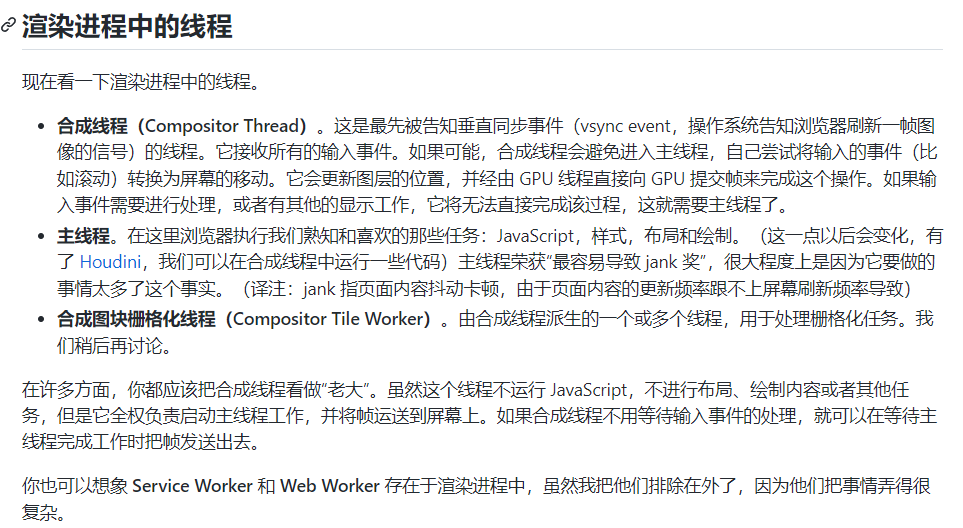 渲染进程中的线程
现在看一下渲染进程中的线程。
• 合成线程（Compositor Thread）。这是最先被告知垂直同步事件（vsync event，操作系统告知浏览器刷新一帧图
像的信号）的线程。它接收所有的输入事件。如果可能，合成线程会避免进入主线程，自己尝试将输入的事件（比
如滚动）转换为屏幕的移动。它会更新图层的位置，并经由 GPU 线程直接向 GPU 提交帧来完成这个操作。如果输
入事件需要进行处理，或者有其他的显示工作，它将无法直接完成该过程，这就需要主线程了。
• 主线程。在这里浏览器执行我们熟知和喜欢的那些任务：JavaScript，样式，布局和绘制。（这一点以后会变化，有
了 Houdini，我们可以在合成线程中运行一些代码）主线程荣获“最容易导致 jank 奖”，很大程度上是因为它要做的
事情太多了这个事实。（译注：jank 指页面内容抖动卡顿，由于页面内容的更新频率跟不上屏幕刷新频率导致）
• 合成图块栅格化线程（Compositor Tile Worker）。由合成线程派生的一个或多个线程，用于处理栅格化任务。我
们稍后再讨论。
在许多方面，你都应该把合成线程看做“老大”。虽然这个线程不运行 JavaScript，不进行布局、绘制内容或者其他任
务，但是它全权负责启动主线程工作，并将帧运送到屏幕上。如果合成线程不用等待输入事件的处理，就可以在等待主
线程完成工作时把帧发送出去。
你也可以想象 Service Worker 和 Web Worker 存在于渲染进程中，虽然我把他们排除在外了，因为他们把事情弄得很
复杂。